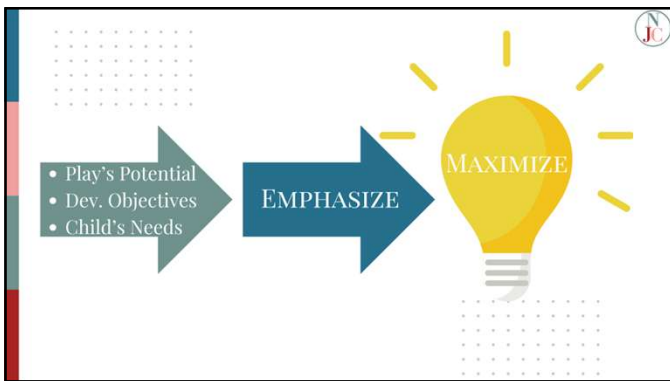 N
JC
• Play's Potential
• Dev. Objectives
• Child's Needs
EMPHASIZE
MAXIMIZE